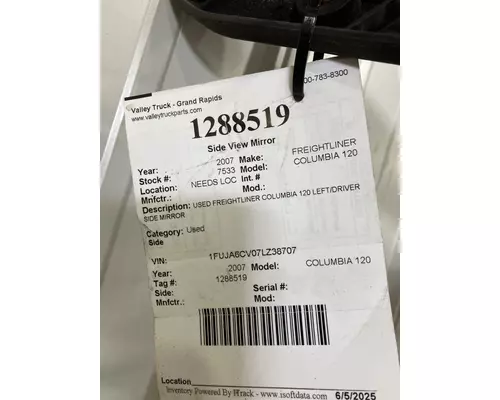 Valley Truck - Grand Rapids
00-783-8300
www.valleytruckparts.com
1288519
Side View Mirror
Year: 2007 Make: FREIGHTLINER
Stock #: 7533 Model: COLUMBIA 120
Location: NEEDS LOC Int. #
Mnfctr.: Mod.:
Description: USED FREIGHTLINER COLUMBIA 120 LEFT/DRIVER
SIDE MIRROR
Category: Used
Side
VIN: 1FUJA6CV07LZ38707
Year: 2007 Model: COLUMBIA 120
Tag #: 1288519
Side: Serial #:
Mnfctr.: Mod:
Location
Inventory Powered By ITrack - www.isoftdata.com 6/5/2025